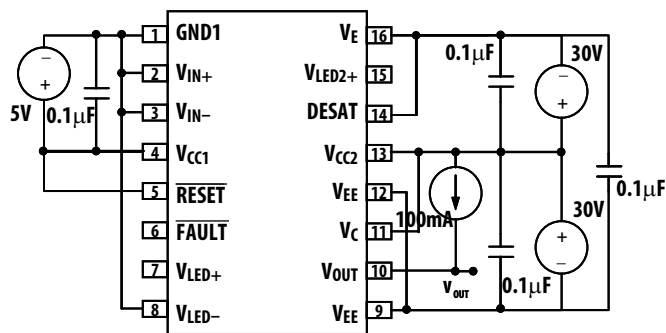 1 GND1 V_E 16
2 V_IN+ V_LED2+ 15
3 V_IN- DESAT 14
4 V_CC1 V_CC2 13
5 RESET V_EE 12
6 FAULT V_C 11
7 V_LED+ V_OUT 10
8 V_LED- V_EE 9
5V
0.1µF
0.1µF
30V
0.1µF
100mA
30V
0.1µF
V_OUT
− +
− +
+ −